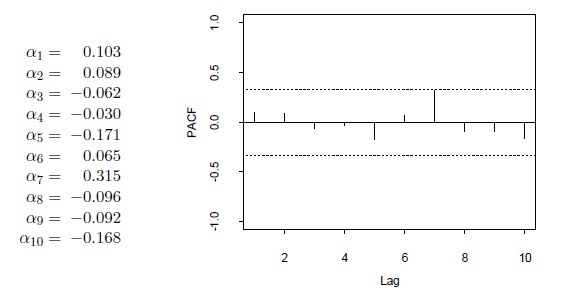 α₁ = 0.103
α₂ = 0.089
α₃ = −0.062
α₄ = −0.030
α₅ = −0.171
α₆ = 0.065
α₇ = 0.315
α₈ = −0.096
α₉ = −0.092
α₁₀ = −0.168
PACF
1.0
0.5
0.0
-0.5
-1.0
2 4 6 8 10
Lag